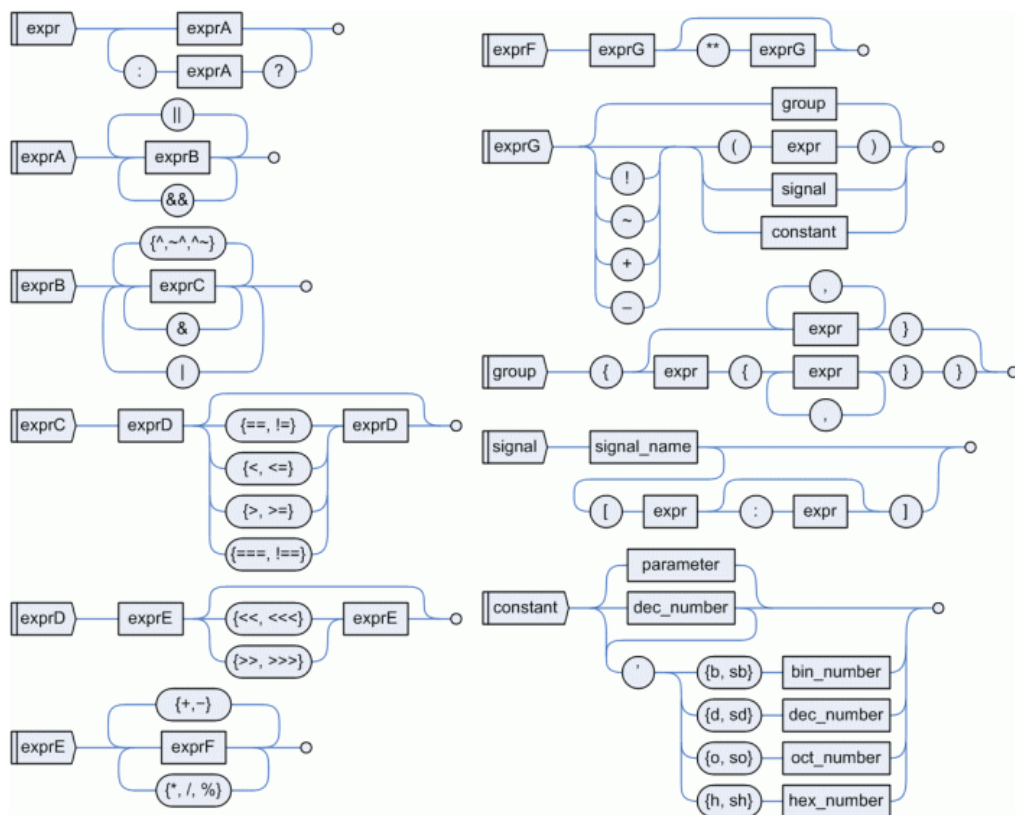 expr exprA
: exprA ?
||
exprA exprB
&&
{^,~^,^~}
exprB exprC
&
|
exprC exprD {==, !=} exprD
{<, <=}
{>, >=}
{===, !==}
exprD exprE {<<, <<<} exprE
{>>, >>>}
{+,−}
exprE exprF
{*, /, %}
exprF exprG ** exprG
group
exprG ( expr )
!
signal
~
constant
+
−
,
expr }
group { expr { expr } }
,
signal signal_name
[ expr : expr ]
parameter
constant dec_number
' {b, sb} bin_number
{d, sd} dec_number
{o, so} oct_number
{h, sh} hex_number